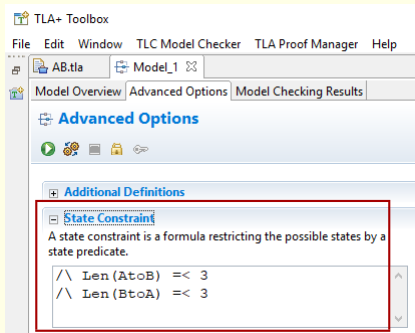 TLA+ Toolbox
File Edit Window TLC Model Checker TLA Proof Manager Help
AB.tla Model_1
Model Overview Advanced Options Model Checking Results
Advanced Options
Additional Definitions
State Constraint
A state constraint is a formula restricting the possible states by a
state predicate.
/\ Len(AtoB) =< 3
/\ Len(BtoA) =< 3